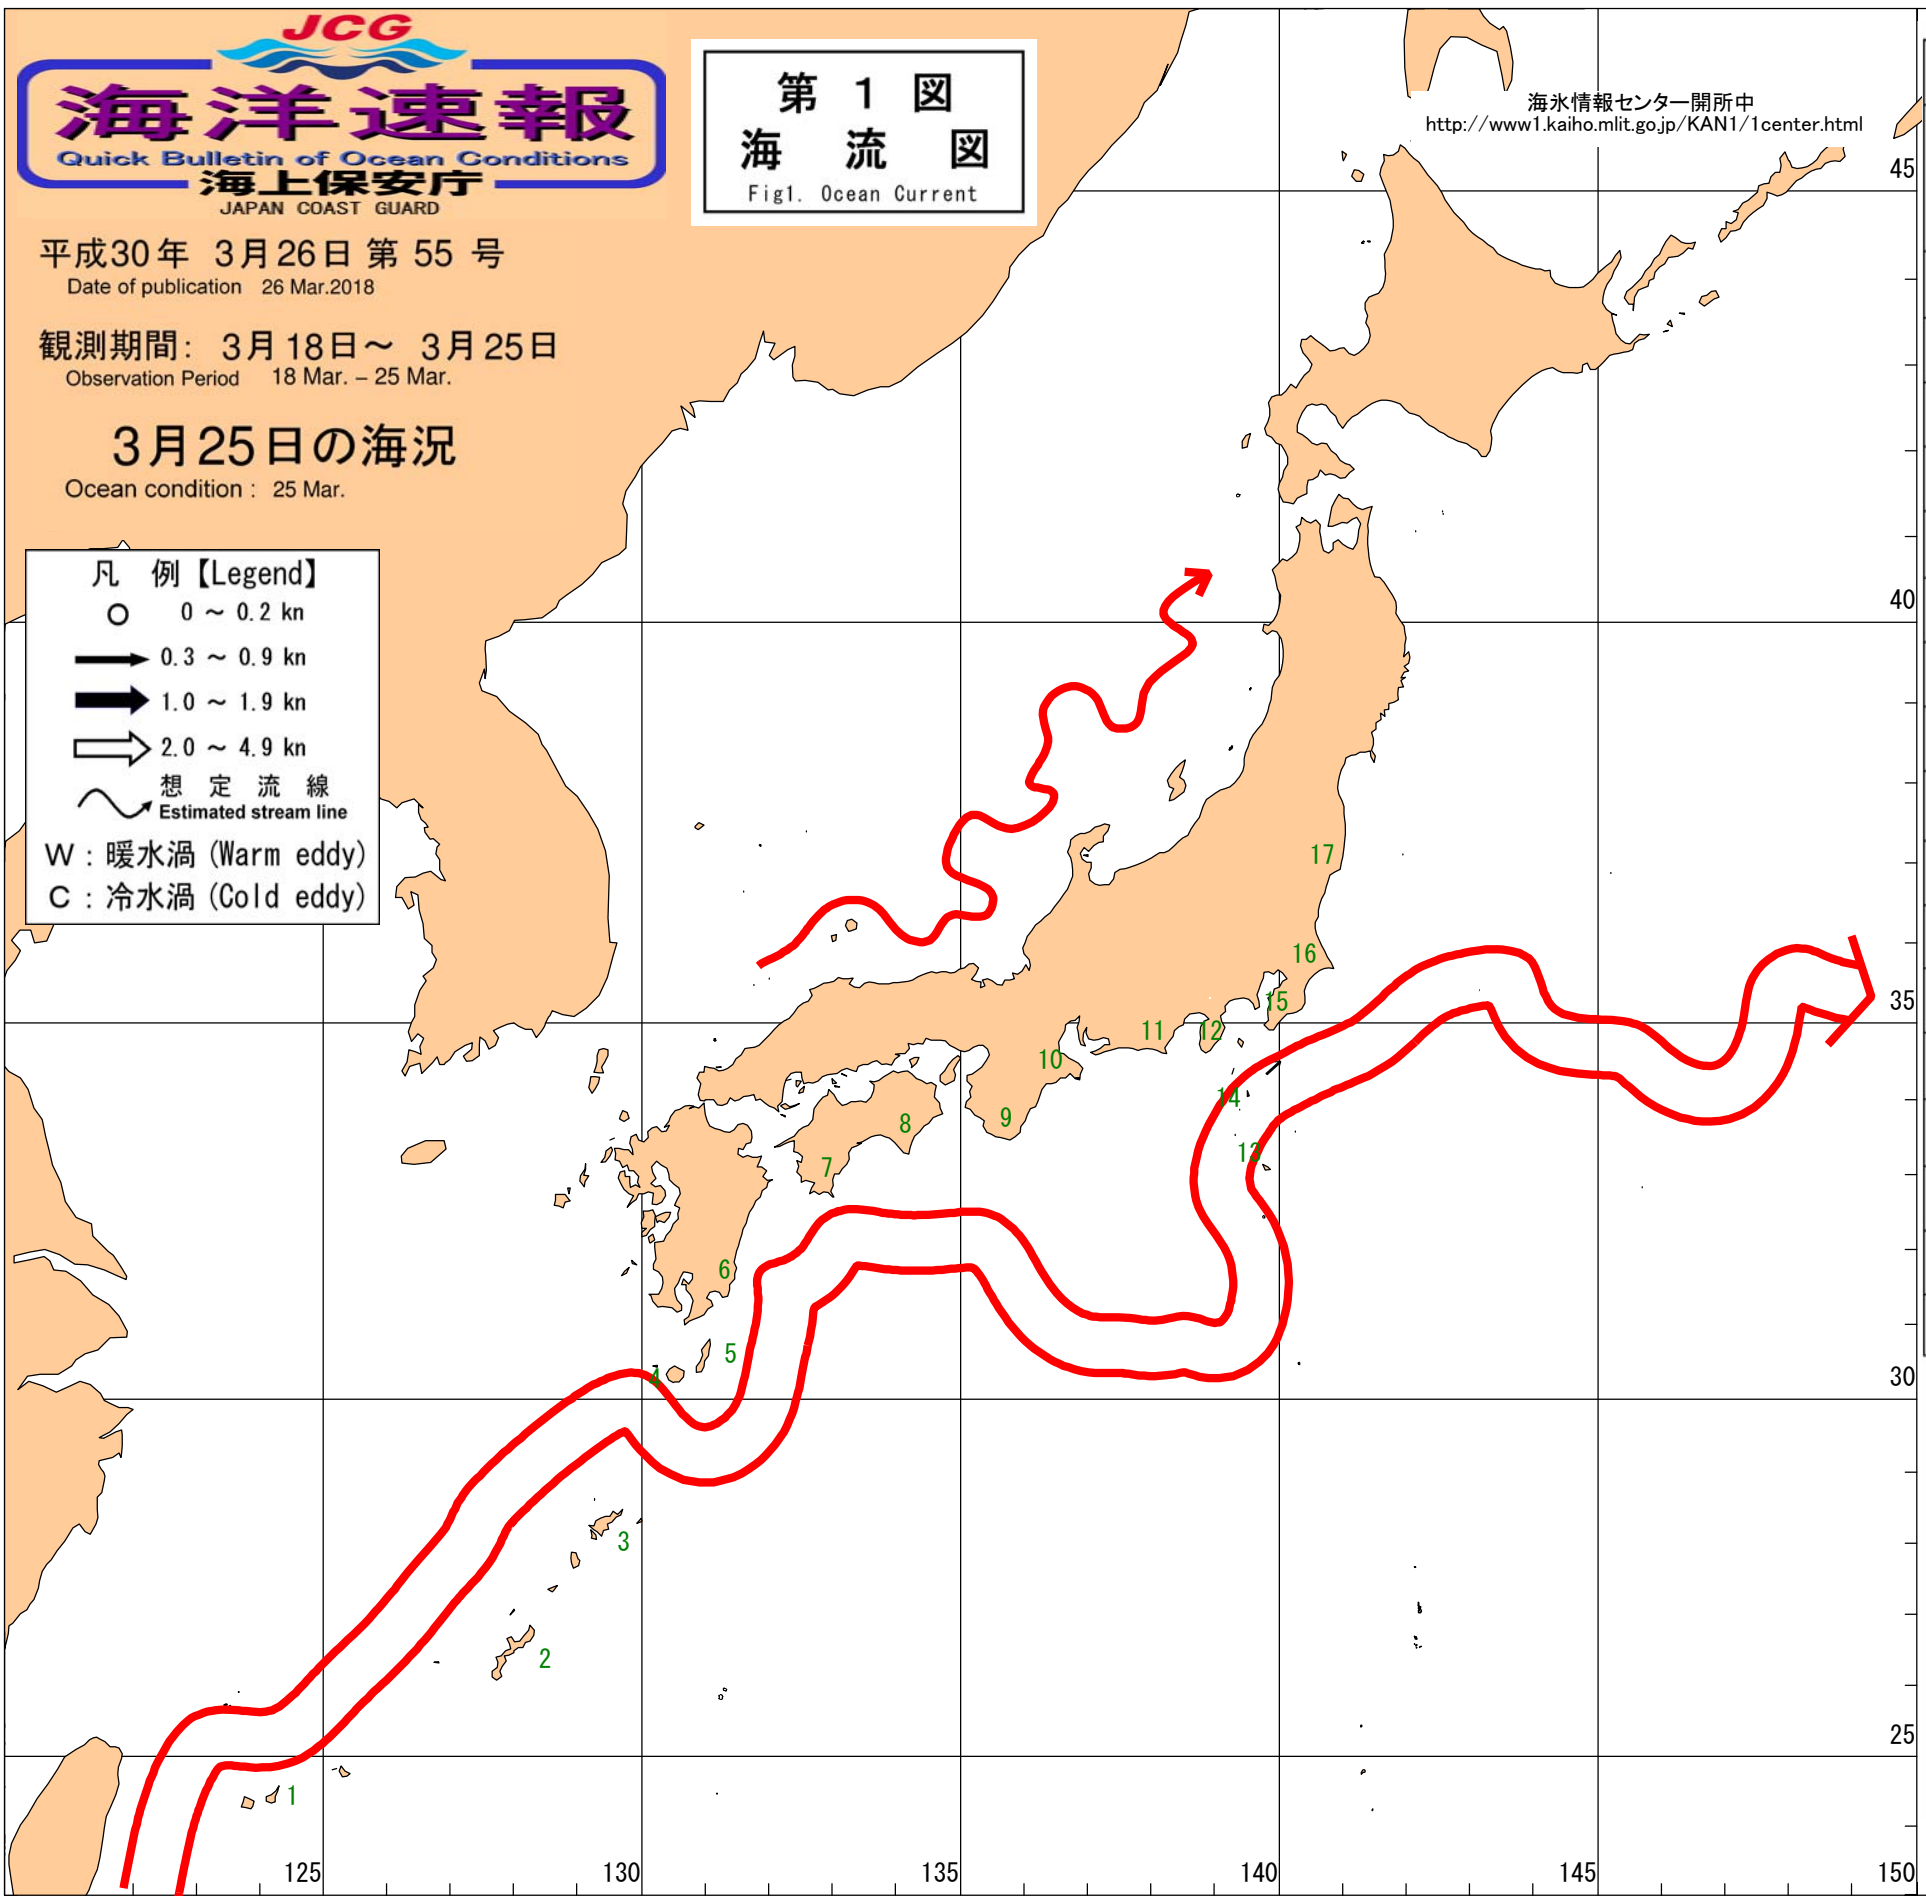 JCG
海洋速報
Quick Bulletin of Ocean Conditions
海上保安庁
JAPAN COAST GUARD
第 1 図
海 流 図
Fig1. Ocean Current
海氷情報センター開所中
http://www1.kaiho.mlit.go.jp/KAN1/1center.html
平成30年 3月26日 第 55 号
Date of publication 26 Mar.2018
観測期間: 3月18日～ 3月25日
Observation Period 18 Mar. – 25 Mar.
3月25日の海況
Ocean condition : 25 Mar.
凡 例【Legend】
0 ～ 0.2 kn
0.3 ～ 0.9 kn
1.0 ～ 1.9 kn
2.0 ～ 4.9 kn
想 定 流 線
Estimated stream line
W : 暖水渦 (Warm eddy)
C : 冷水渦 (Cold eddy)
45
40
35
30
25
17
16
15
14
13
12
11
10
9
8
7
6
5
4
3
2
1
125
130
135
140
145
150